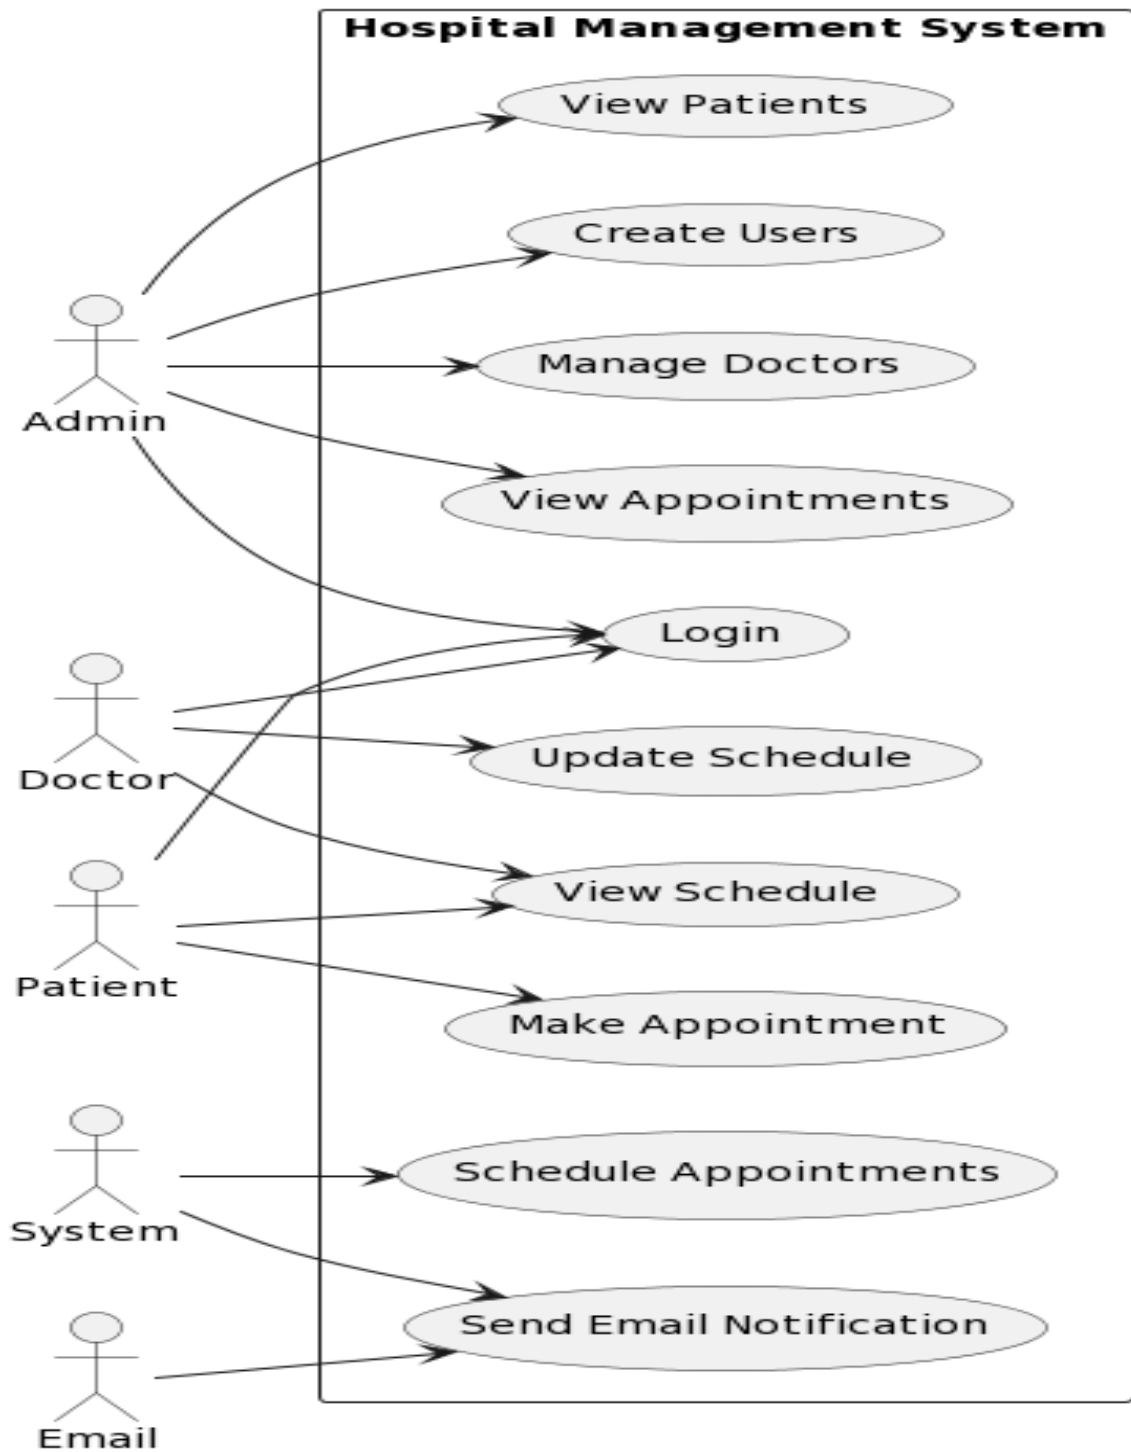 Hospital Management System
View Patients
Create Users
Manage Doctors
Admin
View Appointments
Login
Doctor
Update Schedule
View Schedule
Patient
Make Appointment
Schedule Appointments
System
Send Email Notification
Email